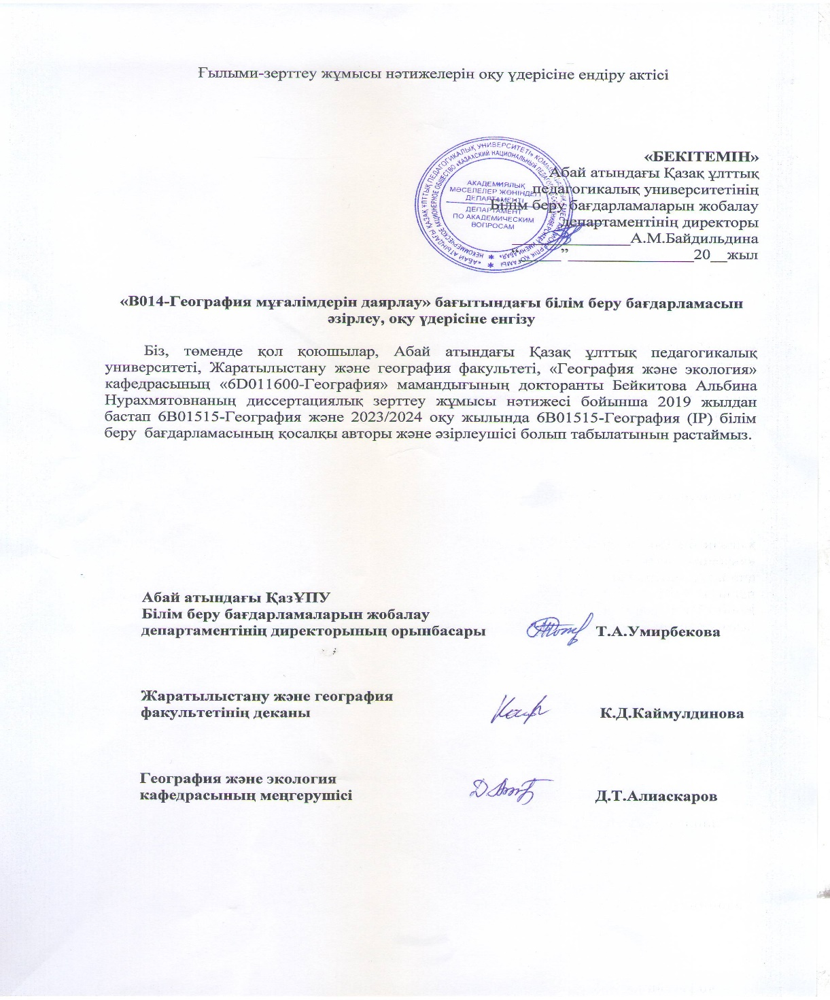 Ғылыми-зерттеу жұмысы нәтижелерін оқу үдерісіне ендіру актісі
«БЕКІТЕМІН»
Абай атындағы Қазақ ұлттық
педагогикалық университетінің
Білім беру бағдарламаларын жобалау
департаментінің директоры
_______________А.М.Байдильдина
“_____” ________________20__жыл
АКАДЕМИЯЛЫҚ
МӘСЕЛЕЛЕР ЖӨНІНДЕГІ
ДЕПАРТАМЕНТІ
ДЕПАРТАМЕНТ
ПО АКАДЕМИЧЕСКИМ
ВОПРОСАМ
«В014-География мұғалімдерін даярлау» бағытындағы білім беру бағдарламасын
әзірлеу, оқу үдерісіне енгізу
Біз, төменде қол қоюшылар, Абай атындағы Қазақ ұлттық педагогикалық
университеті, Жаратылыстану және география факультеті, «География және экология»
кафедрасының «6D011600-География» мамандығының докторанты Бейкитова Альбина
Нурахмятовнаның диссертациялық зерттеу жұмысы нәтижесі бойынша 2019 жылдан
бастап 6В01515-География және 2023/2024 оқу жылында 6В01515-География (IP) білім
беру бағдарламасының қосалқы авторы және әзірлеушісі болып табылатынын растаймыз.
Абай атындағы ҚазҰПУ
Білім беру бағдарламаларын жобалау
департаментінің директорының орынбасары Т.А.Умирбекова
Жаратылыстану және география
факультетінің деканы К.Д.Каймулдинова
География және экология
кафедрасының меңгерушісі Д.Т.Алиаскаров